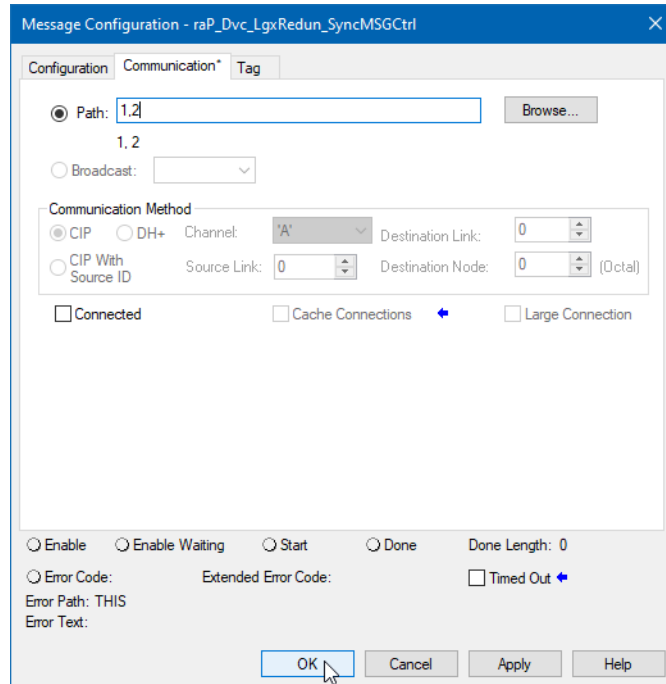 Message Configuration - raP_Dvc_LgxRedun_SyncMSGCtrl
Configuration Communication* Tag
Path: 1,2 Browse...
1, 2
Broadcast:
Communication Method
CIP DH+ Channel: 'A' Destination Link: 0
CIP With Source ID Source Link: 0 Destination Node: 0 (Octal)
Connected Cache Connections Large Connection
Enable Enable Waiting Start Done Done Length: 0
Error Code: Extended Error Code: Timed Out
Error Path: THIS
Error Text:
OK Cancel Apply Help